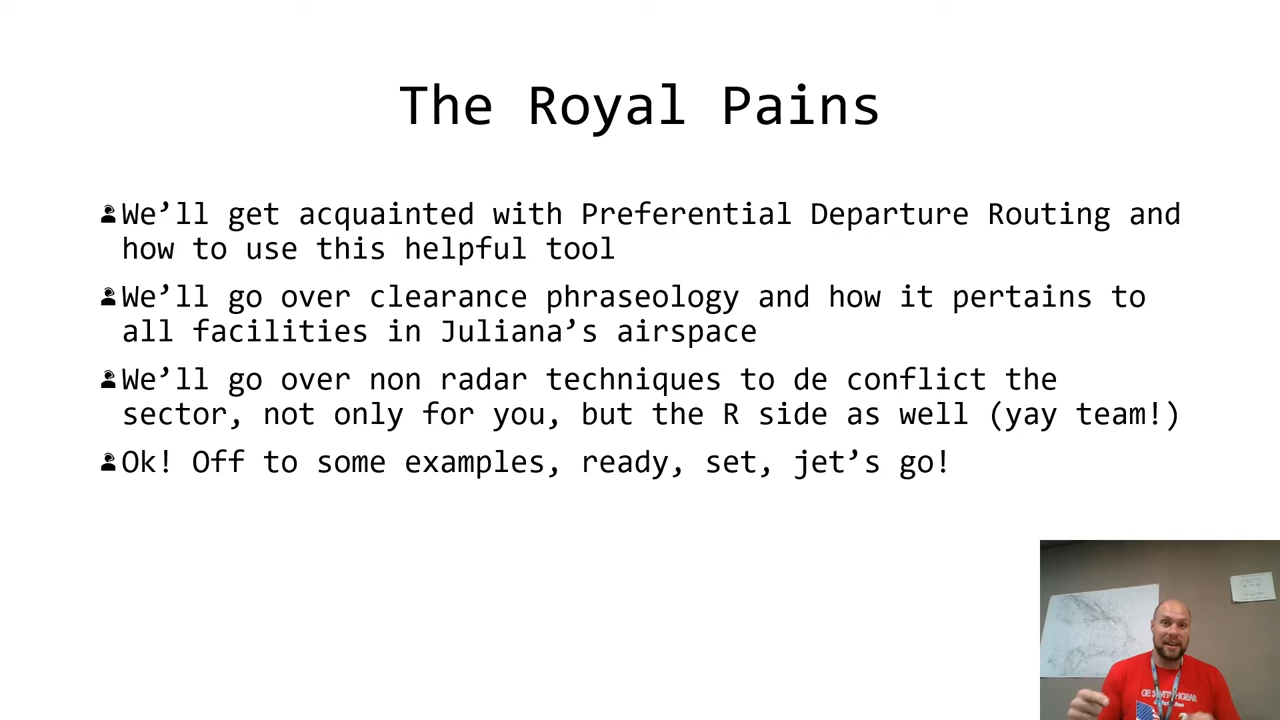 The Royal Pains
We’ll get acquainted with Preferential Departure Routing and
how to use this helpful tool
We’ll go over clearance phraseology and how it pertains to
all facilities in Juliana’s airspace
We’ll go over non radar techniques to de conflict the
sector, not only for you, but the R side as well (yay team!)
Ok! Off to some examples, ready, set, jet’s go!